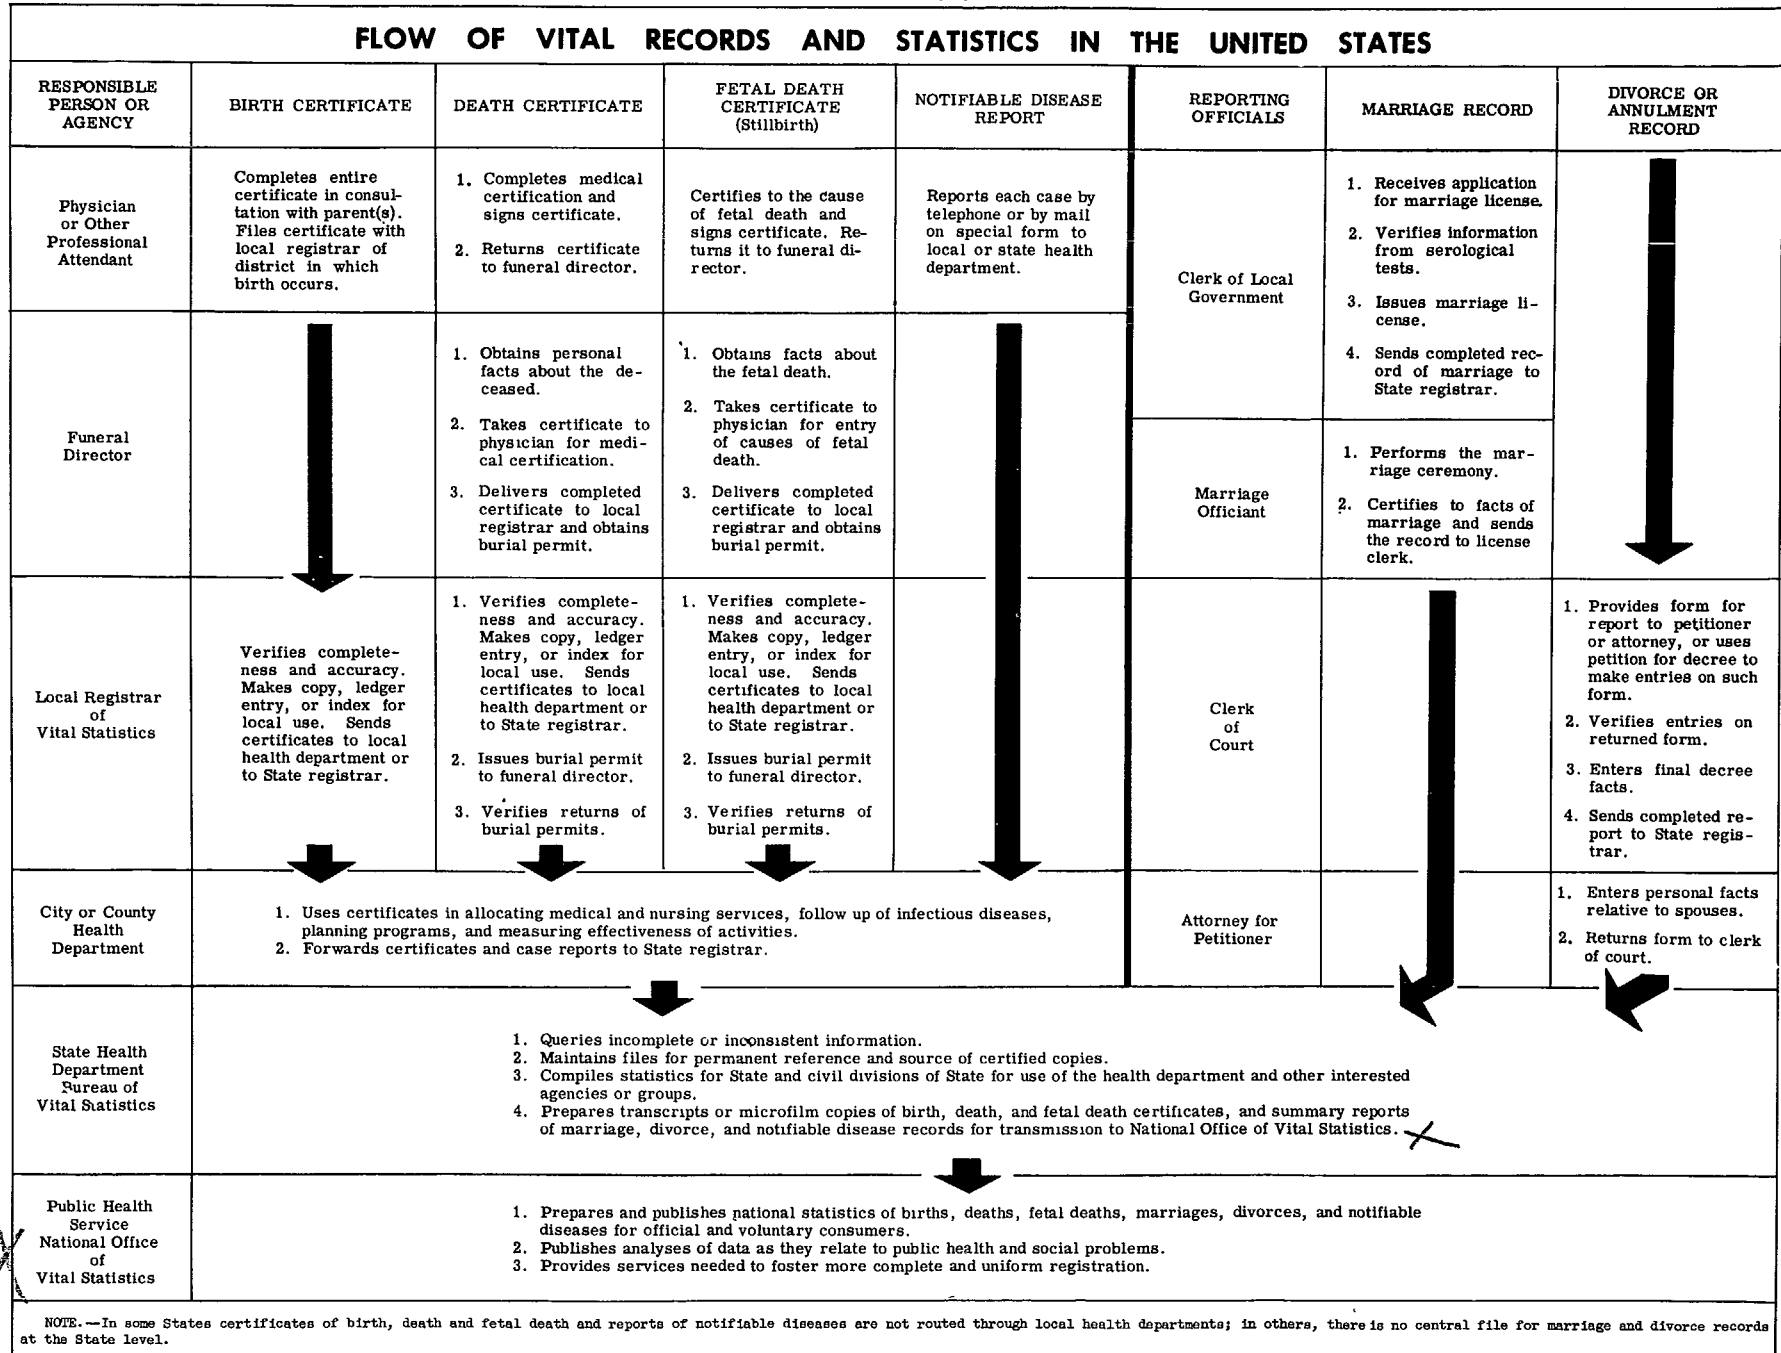 FLOW OF VITAL RECORDS AND STATISTICS IN THE UNITED STATES
RESPONSIBLE
PERSON OR
AGENCY
BIRTH CERTIFICATE
DEATH CERTIFICATE
FETAL DEATH
CERTIFICATE
(Stillbirth)
NOTIFIABLE DISEASE
REPORT
REPORTING
OFFICIALS
MARRIAGE RECORD
DIVORCE OR
ANNULMENT
RECORD
Physician
or Other
Professional
Attendant
Completes entire
certificate in consul-
tation with parent(s).
Files certificate with
local registrar of
district in which
birth occurs.
1. Completes medical
certification and
signs certificate.
2. Returns certificate
to funeral director.
Certifies to the cause
of fetal death and
signs certificate. Re-
turns it to funeral di-
rector.
Reports each case by
telephone or by mail
on special form to
local or state health
department.
Clerk of Local
Government
1. Receives application
for marriage license.
2. Verifies information
from serological
tests.
3. Issues marriage li-
cense.
4. Sends completed rec-
ord of marriage to
State registrar.
Funeral
Director
1. Obtains personal
facts about the de-
ceased.
2. Takes certificate to
physician for medi-
cal certification.
3. Delivers completed
certificate to local
registrar and obtains
burial permit.
1. Obtains facts about
the fetal death.
2. Takes certificate to
physician for entry
of causes of fetal
death.
3. Delivers completed
certificate to local
registrar and obtains
burial permit.
Marriage
Officiant
1. Performs the mar-
riage ceremony.
2. Certifies to facts of
marriage and sends
the record to license
clerk.
Local Registrar
of
Vital Statistics
Verifies complete-
ness and accuracy.
Makes copy, ledger
entry, or index for
local use. Sends
certificates to local
health department or
to State registrar.
1. Verifies complete-
ness and accuracy.
Makes copy, ledger
entry, or index for
local use. Sends
certificates to local
health department or
to State registrar.
2. Issues burial permit
to funeral director.
3. Verifies returns of
burial permits.
1. Verifies complete-
ness and accuracy.
Makes copy, ledger
entry, or index for
local use. Sends
certificates to local
health department or
to State registrar.
2. Issues burial permit
to funeral director.
3. Verifies returns of
burial permits.
Clerk
of
Court
1. Provides form for
report to petitioner
or attorney, or uses
petition for decree to
make entries on such
form.
2. Verifies entries on
returned form.
3. Enters final decree
facts.
4. Sends completed re-
port to State regis-
trar.
City or County
Health
Department
1. Uses certificates in allocating medical and nursing services, follow up of infectious diseases,
planning programs, and measuring effectiveness of activities.
2. Forwards certificates and case reports to State registrar.
Attorney for
Petitioner
1. Enters personal facts
relative to spouses.
2. Returns form to clerk
of court.
State Health
Department
Bureau of
Vital Statistics
1. Queries incomplete or inconsistent information.
2. Maintains files for permanent reference and source of certified copies.
3. Compiles statistics for State and civil divisions of State for use of the health department and other interested
agencies or groups.
4. Prepares transcripts or microfilm copies of birth, death, and fetal death certificates, and summary reports
of marriage, divorce, and notifiable disease records for transmission to National Office of Vital Statistics.
Public Health
Service
National Office
of
Vital Statistics
1. Prepares and publishes national statistics of births, deaths, fetal deaths, marriages, divorces, and notifiable
diseases for official and voluntary consumers.
2. Publishes analyses of data as they relate to public health and social problems.
3. Provides services needed to foster more complete and uniform registration.
NOTE.—In some States certificates of birth, death and fetal death and reports of notifiable diseases are not routed through local health departments; in others, there is no central file for marriage and divorce records
at the State level.